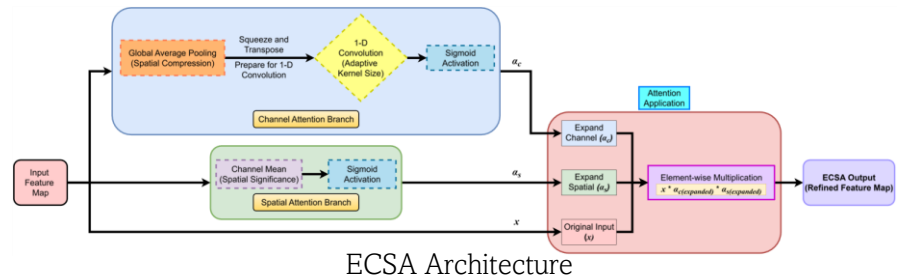 Global Average Pooling
(Spatial Compression)
Squeeze and
Transpose
Prepare for 1-D
Convolution
1-D
Convolution
(Adaptive
Kernel Size)
Sigmoid
Activation
Channel Attention Branch
αc
Attention
Application
Input
Feature
Map
Channel Mean
(Spatial Significance)
Sigmoid
Activation
Spatial Attention Branch
αs
x
Expand
Channel (αc)
Expand
Spatial (αs)
Original Input
(x)
Element-wise Multiplication
x * αc(expanded) * αs(expanded)
ECSA Output
(Refined Feature Map)
ECSA Architecture